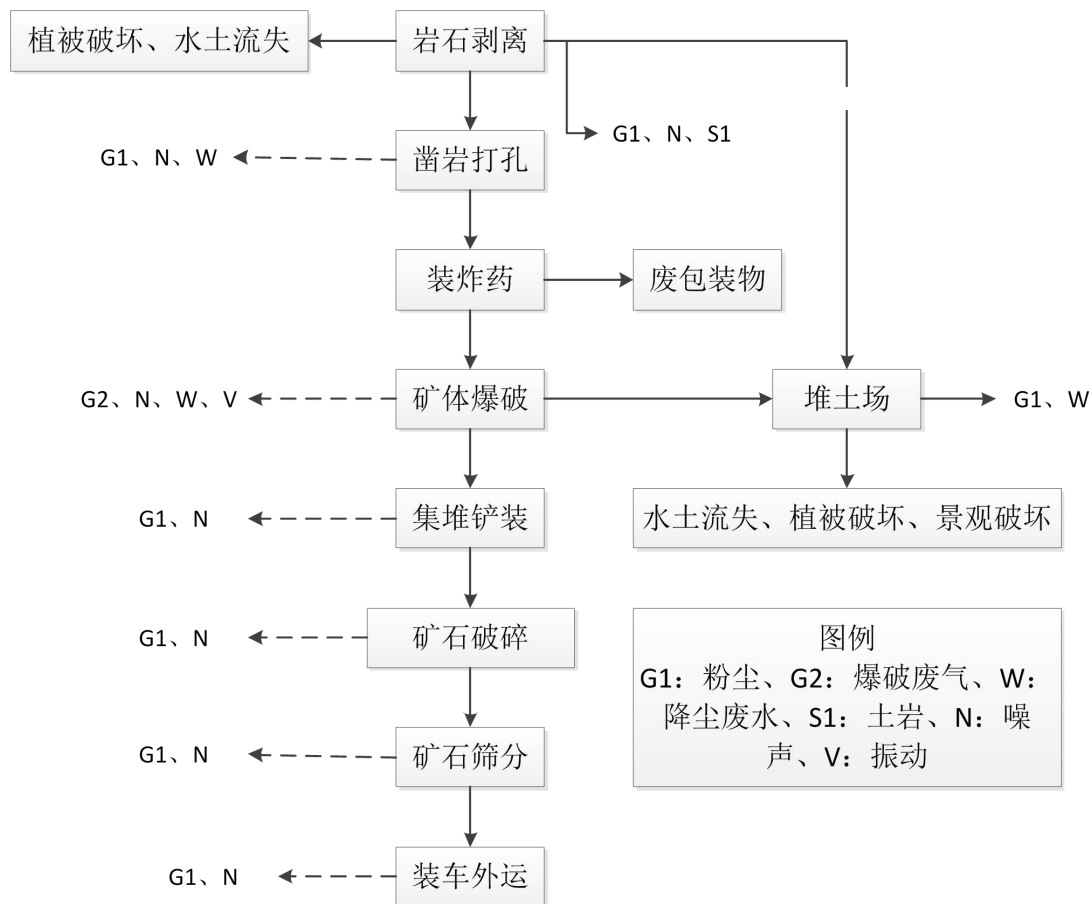 植被破坏、水土流失
岩石剥离
G1、N、S1
G1、N、W
凿岩打孔
装炸药
废包装物
G2、N、W、V
矿体爆破
堆土场
G1、W
G1、N
集堆铲装
水土流失、植被破坏、景观破坏
G1、N
矿石破碎
图例
G1：粉尘、G2：爆破废气、W：
降尘废水、S1：土岩、N：噪
声、V：振动
G1、N
矿石筛分
G1、N
装车外运